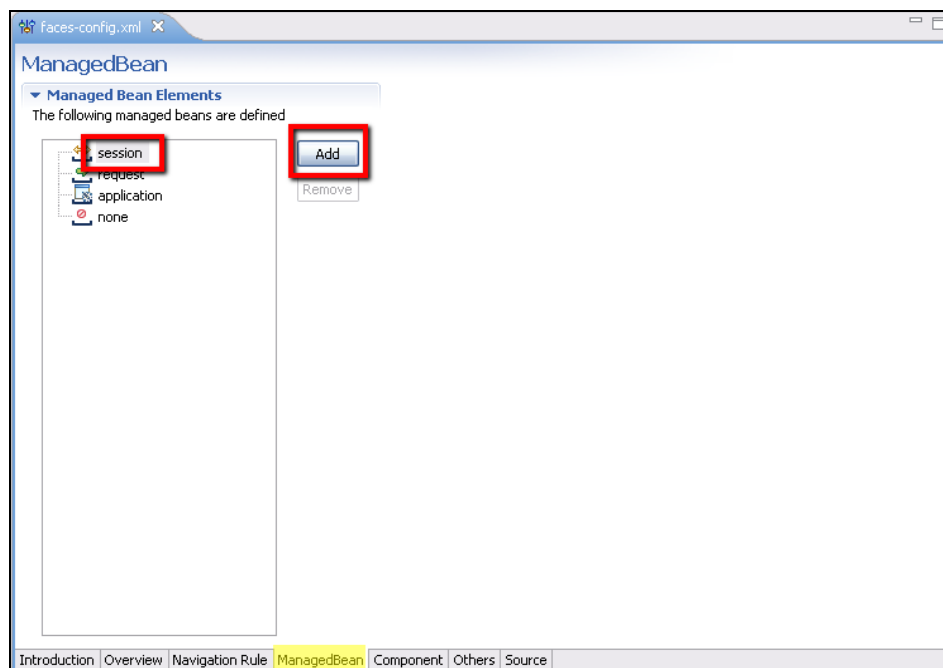 faces-config.xml
ManagedBean
Managed Bean Elements
The following managed beans are defined
session
Add
request
Remove
application
none
Introduction Overview Navigation Rule ManagedBean Component Others Source